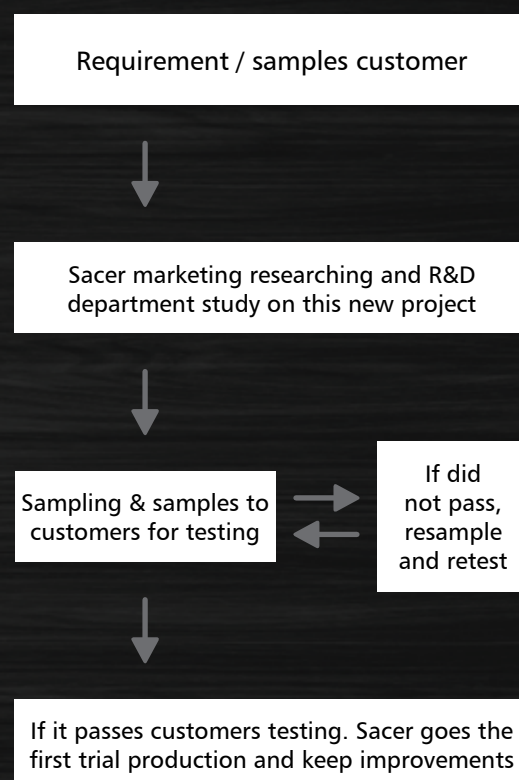 Requirement / samples customer
Sacer marketing researching and R&D
department study on this new project
Sampling & samples to
customers for testing
If did
not pass,
resample
and retest
If it passes customers testing. Sacer goes the
first trial production and keep improvements